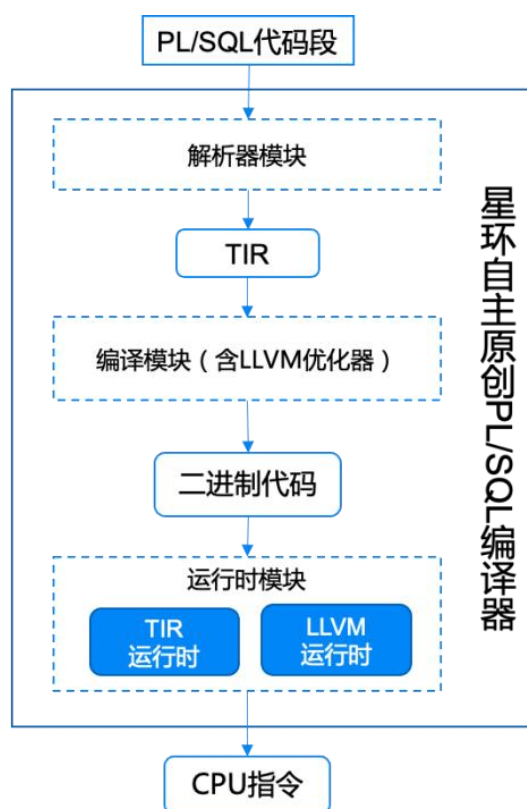 PL/SQL代码段
解析器模块
TIR
编译模块（含LLVM优化器）
二进制代码
运行时模块
TIR
运行时
LLVM
运行时
CPU指令
星环自主原创PL/SQL编译器